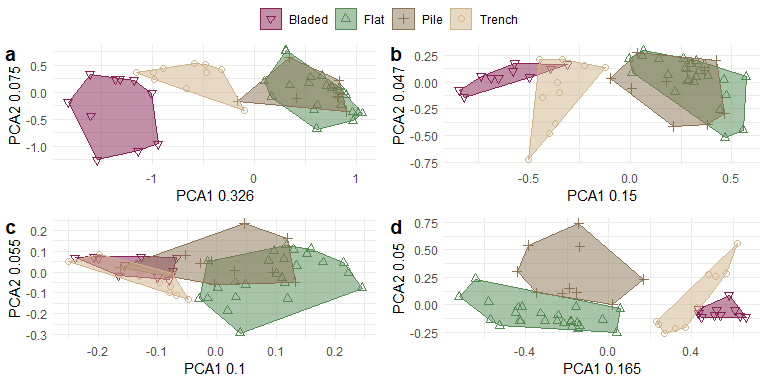 Bladed Flat Pile Trench
a
0.5
0.0
-0.5
-1.0
PCA2 0.075
-1 0 1
PCA1 0.326
b
0.25
0.00
-0.25
-0.50
-0.75
PCA2 0.047
-0.5 0.0 0.5
PCA1 0.15
c
0.2
0.1
0.0
-0.1
-0.2
-0.3
PCA2 0.055
-0.2 -0.1 0.0 0.1 0.2
PCA1 0.1
d
0.75
0.50
0.25
0.00
-0.25
PCA2 0.05
-0.4 0.0 0.4
PCA1 0.165